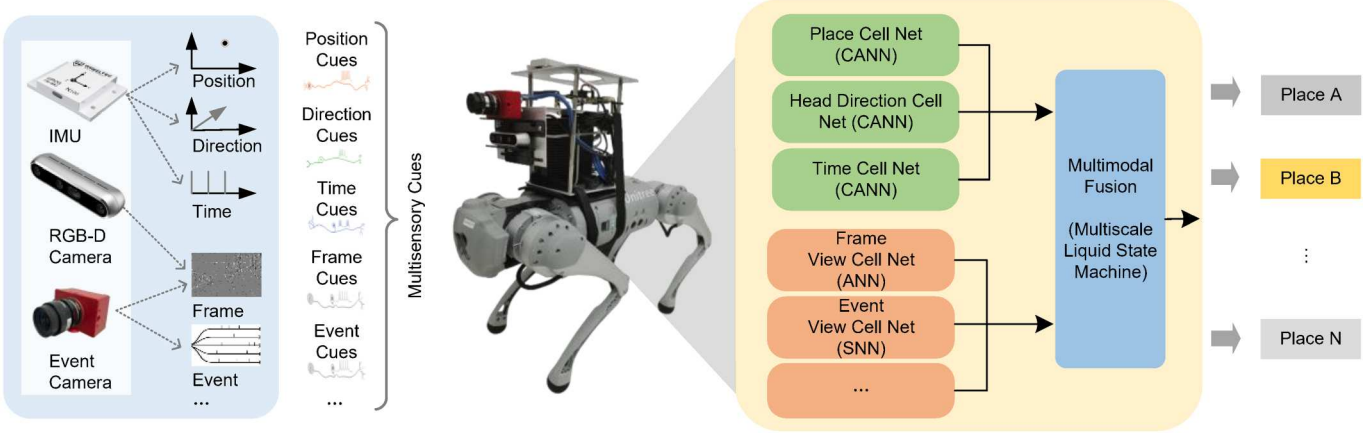 IMU
RGB-D
Camera
Event
Camera
Position
Direction
Time
Frame
Event
...
Position
Cues
Direction
Cues
Time
Cues
Frame
Cues
Event
Cues
...
Multisensory Cues
Unitree
Place Cell Net
(CANN)
Head Direction Cell
Net (CANN)
Time Cell Net
(CANN)
Frame
View Cell Net
(ANN)
Event
View Cell Net
(SNN)
...
Multimodal
Fusion
(Multiscale
Liquid State
Machine)
Place A
Place B
...
Place N